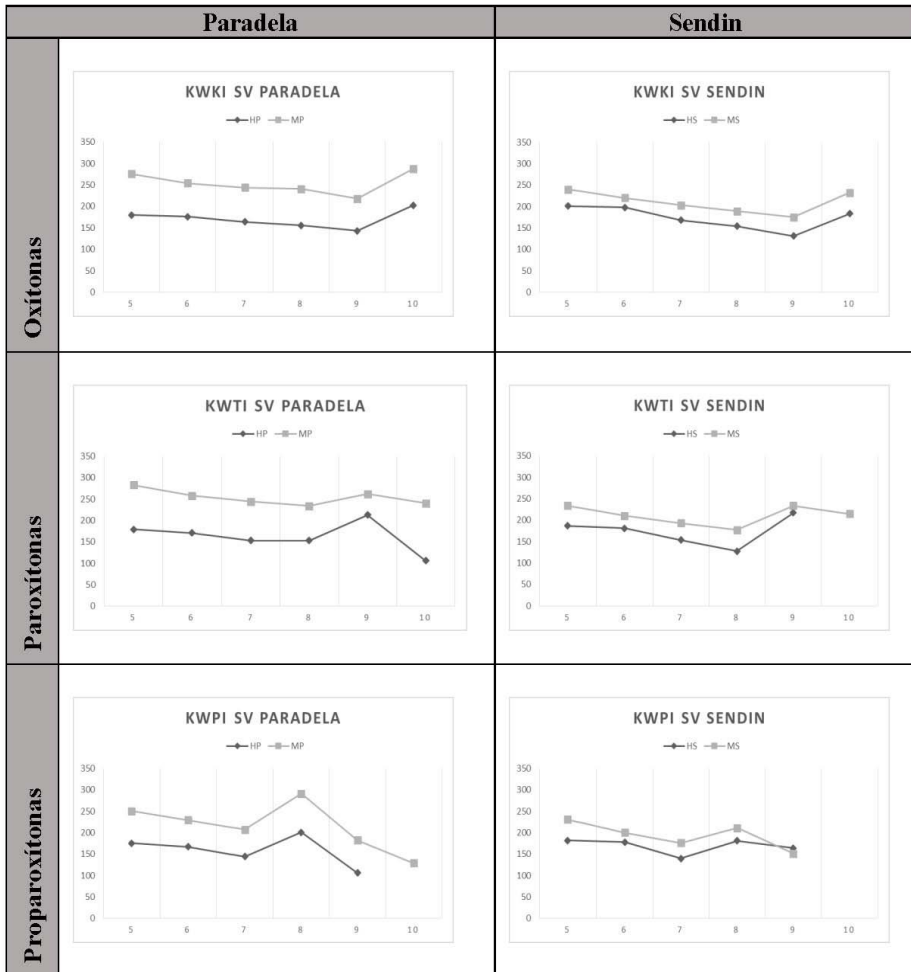 Paradela Sendin
Oxítonas
KWKI SV PARADELA
HP MP
350
300
250
200
150
100
50
0
5 6 7 8 9 10
KWKI SV SENDIN
HS MS
350
300
250
200
150
100
50
0
5 6 7 8 9 10
Paroxítonas
KWTI SV PARADELA
HP MP
350
300
250
200
150
100
50
0
5 6 7 8 9 10
KWTI SV SENDIN
HS MS
350
300
250
200
150
100
50
0
5 6 7 8 9 10
Proparoxítonas
KWPI SV PARADELA
HP MP
350
300
250
200
150
100
50
0
5 6 7 8 9 10
KWPI SV SENDIN
HS MS
350
300
250
200
150
100
50
0
5 6 7 8 9 10